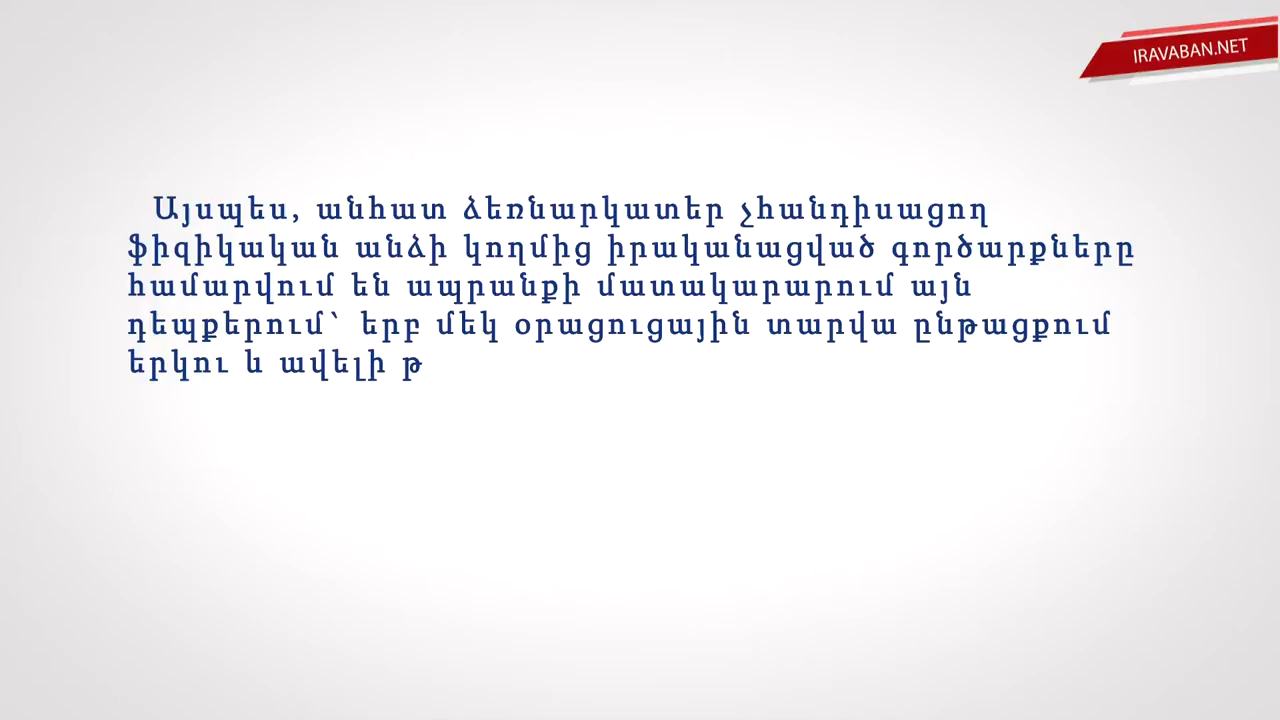 IRAVABAN.NET
Այսպես, անհատ ձեռնարկատեր չհանդիսացող
ֆիզիկական անձի կողմից իրականացված գործարքները
համարվում են ապրանքի մատակարարում այն
դեպքերում՝ երբ մեկ օրացուցային տարվա ընթացքում
երկու և ավելի թ